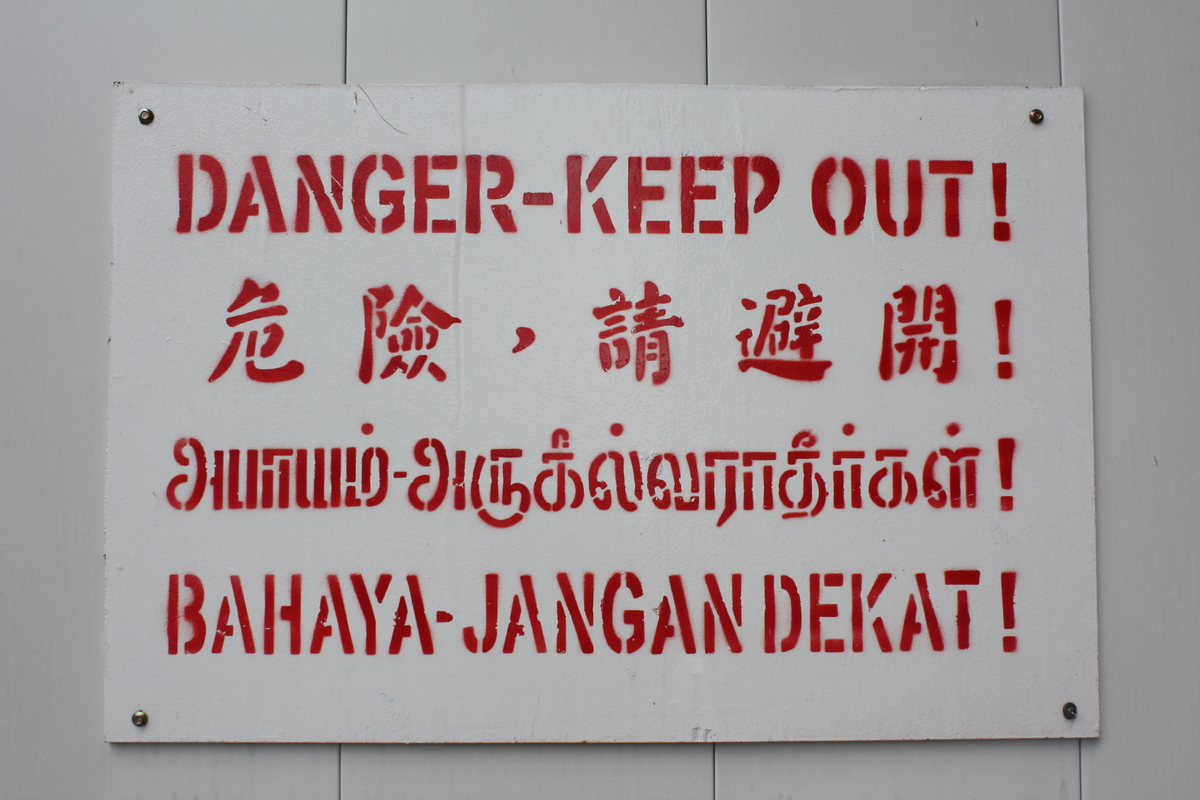 DANGER-KEEP OUT!
危險，請避開!
அபாயம்-அருகில்வராதீர்கள்!
BAHAYA-JANGAN DEKAT!